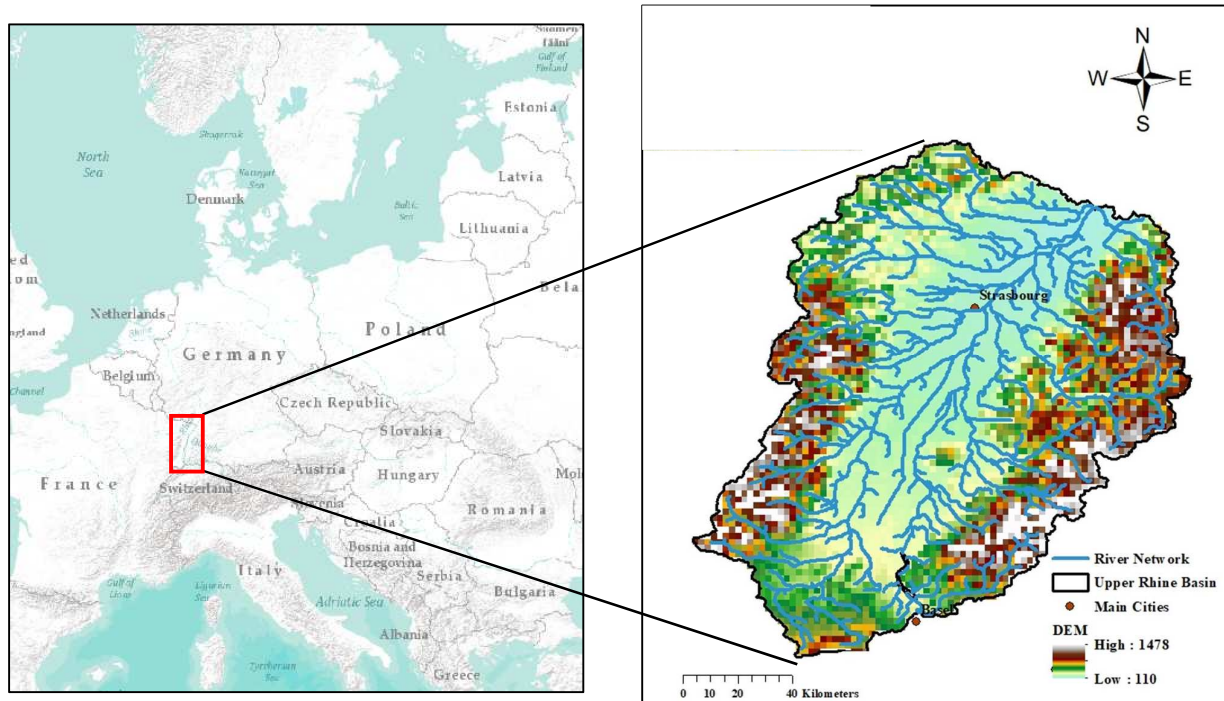 Suomen
North
Sea
Skagerrak
Kattegat
Sea
Denmark
Baltic
Sea
Gulf of
Finland
Estonia
Latvia
Lithuania
Netherlands
Germany
Poland
Belgium
Channel
Czech Republic
Slovakia
France
Switzerland
Austria
Hungary
Romania
Croatia
Bosnia and
Herzegovina
Serbia
Italy
Gulf of
Lions
Ligurian
Sea
Adriatic Sea
Bulgaria
Albania
Tyrrhenian
Sea
Greece
N
W
E
S
Strasbourg
Basel
River Network
Upper Rhine Basin
Main Cities
DEM
High : 1478
Low : 110
0 10 20 40 Kilometers